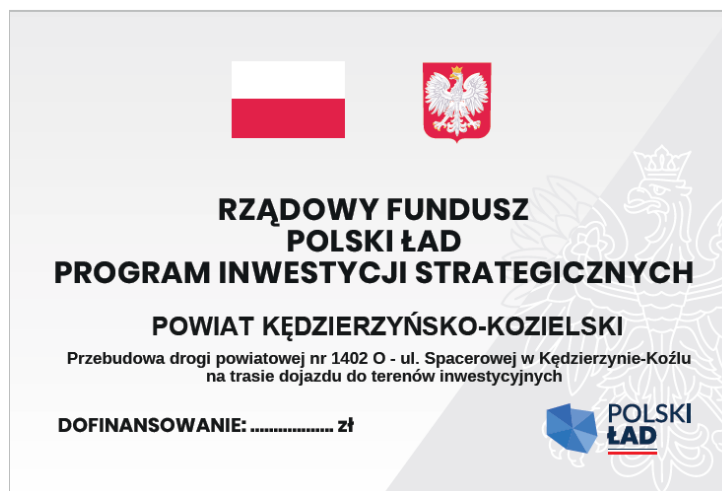 RZĄDOWY FUNDUSZ
POLSKI ŁAD
PROGRAM INWESTYCJI STRATEGICZNYCH
POWIAT KĘDZIERZYŃSKO-KOZIELSKI
Przebudowa drogi powiatowej nr 1402 O - ul. Spacerowej w Kędzierzynie-Koźlu
na trasie dojazdu do terenów inwestycyjnych
DOFINANSOWANIE: .................. zł
POLSKI
ŁAD